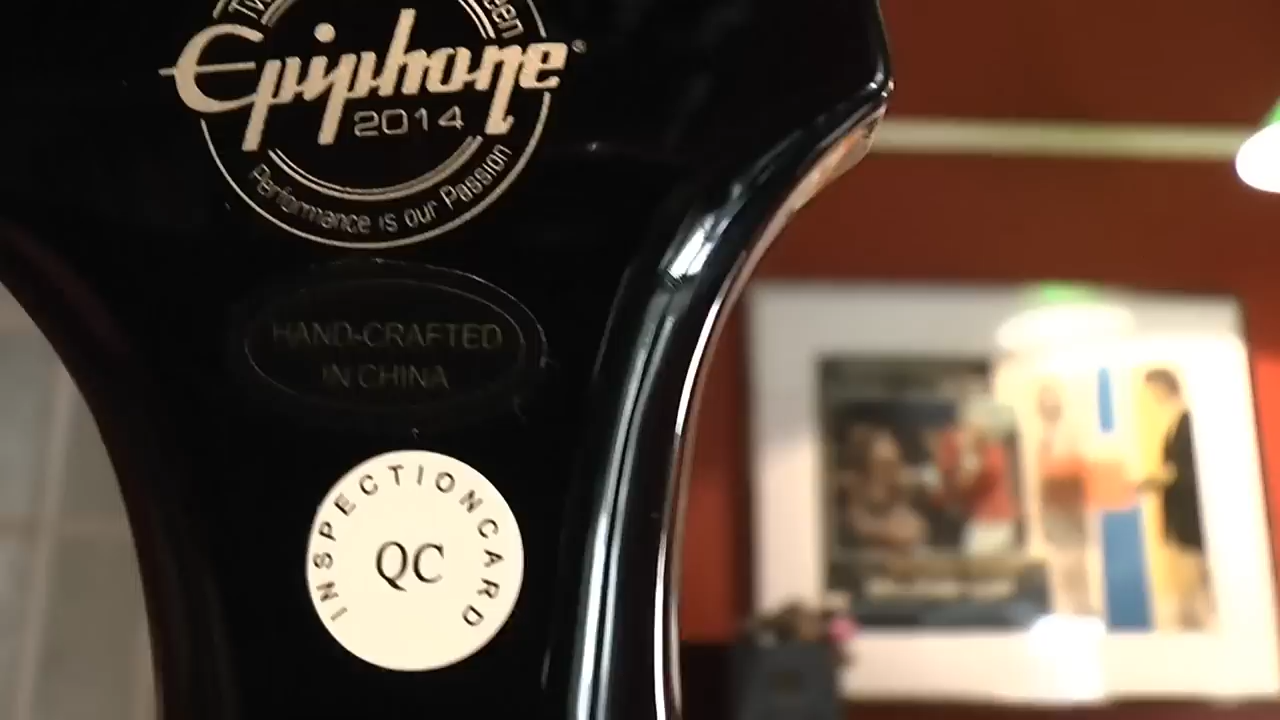 Epiphone®
2014
Performance is our Passion
HAND-CRAFTED
IN CHINA
INSPECTION CARD
QC